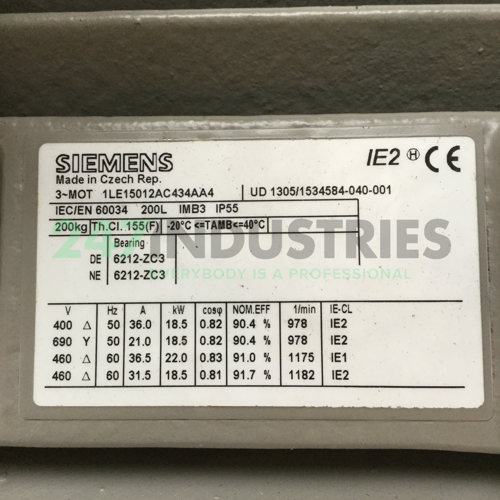 SIEMENS IE2 H CE
Made in Czech Rep.
3~MOT 1LE15012AC434AA4 UD 1305/1534584-040-001
IEC/EN 60034 200L IMB3 IP55
200kg Th.Cl. 155(F) -20°C <=TAMB<=40°C
24/7 INDUSTRIES
Bearing
DE 6212-ZC3
NE 6212-ZC3
EVERYBODY IS A PROFESSIONAL
V Hz A kW cosφ NOM.EFF 1/min IE-CL
400 Δ 50 36.0 18.5 0.82 90.4 % 978 IE2
690 Y 50 21.0 18.5 0.82 90.4 % 978 IE2
460 Δ 60 36.5 22.0 0.83 91.0 % 1175 IE1
460 Δ 60 31.5 18.5 0.81 91.7 % 1182 IE2